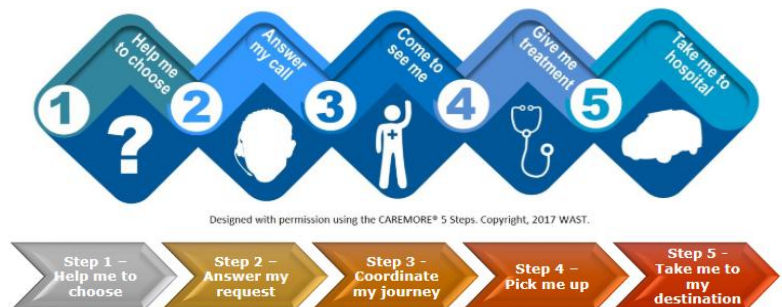 1
Help me
to choose
2
Answer
my call
3
Come to
see me
4
Give me
treatment
5
Take me to
hospital
Designed with permission using the CAREMORE® 5 Steps. Copyright, 2017 WAST.
Step 1 –
Help me to
choose
Step 2 –
Answer my
request
Step 3 -
Coordinate
my journey
Step 4 –
Pick me up
Step 5 -
Take me to
my
destination